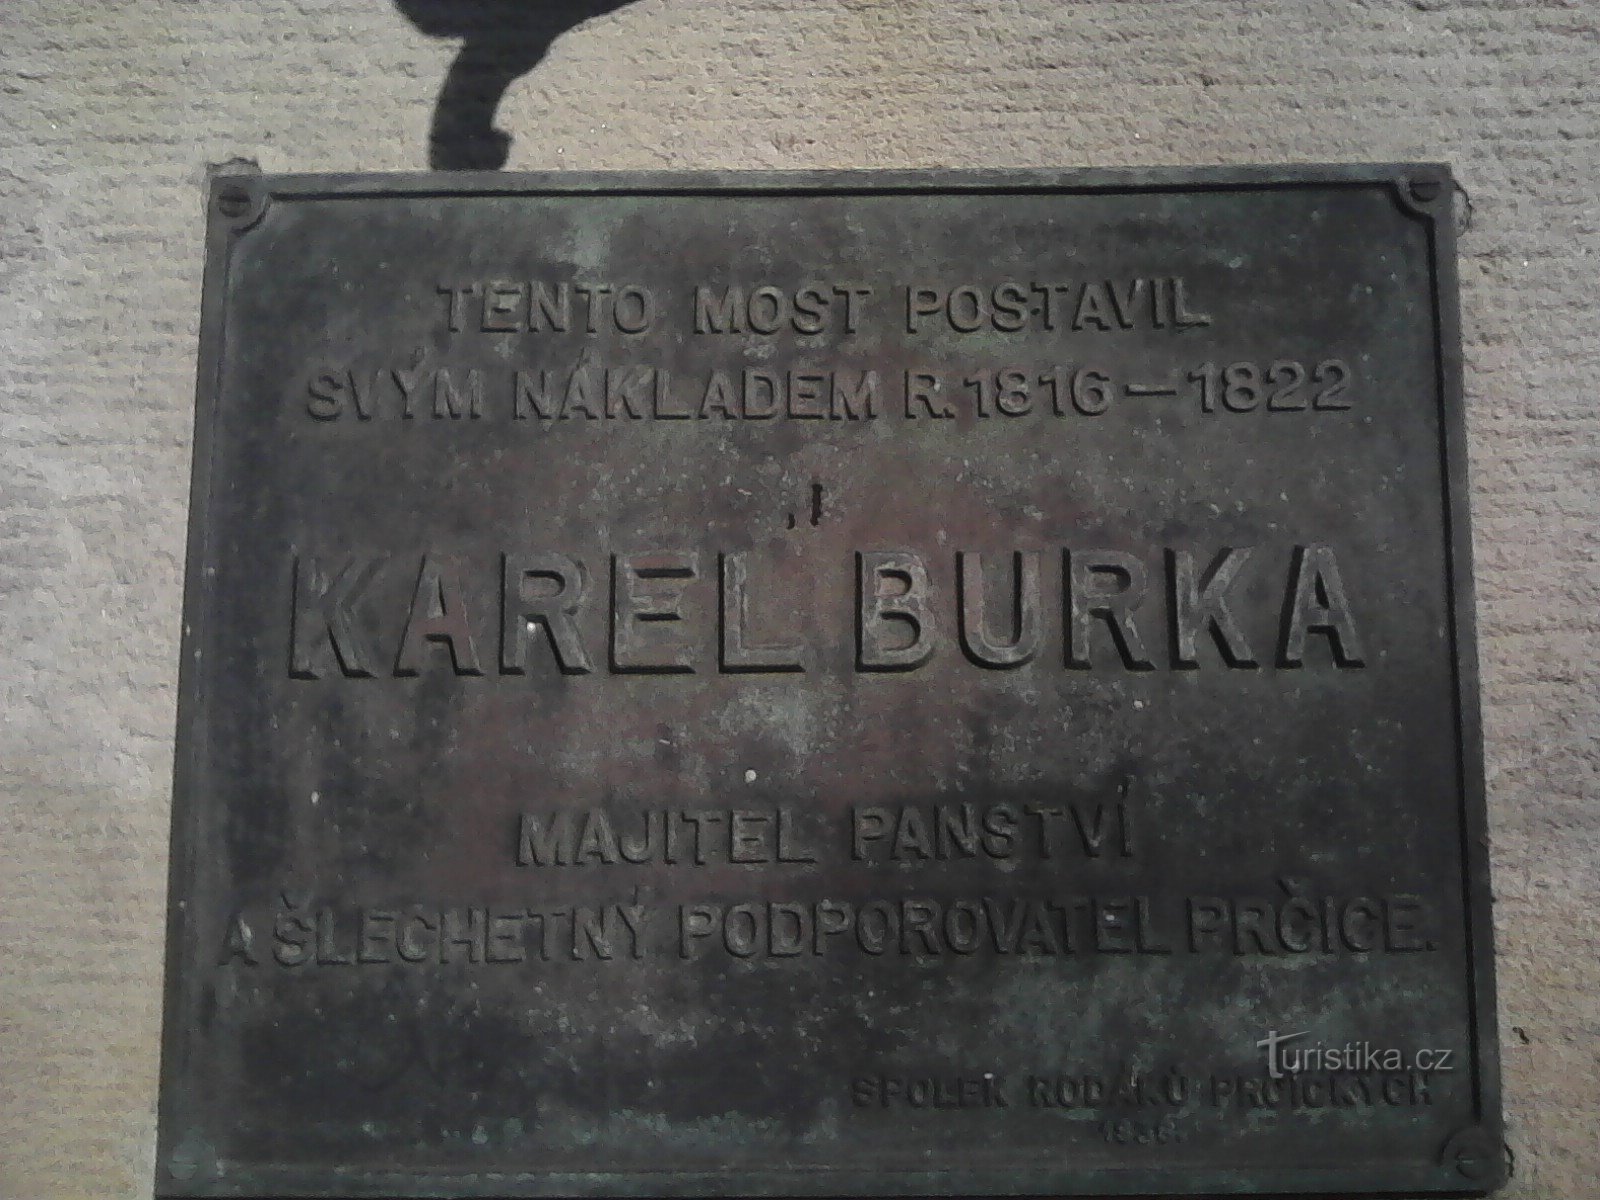 TENTO MOST POSTAVIL
SVÝM NÁKLADEM R. 1816 – 1822
KAREL BURKA
MAJITEL PANSTVÍ
A ŠLECHETNÝ PODPOROVATEL PRČICE.
SPOLEK RODÁKŮ PRČICKÝCH
Turistika.cz